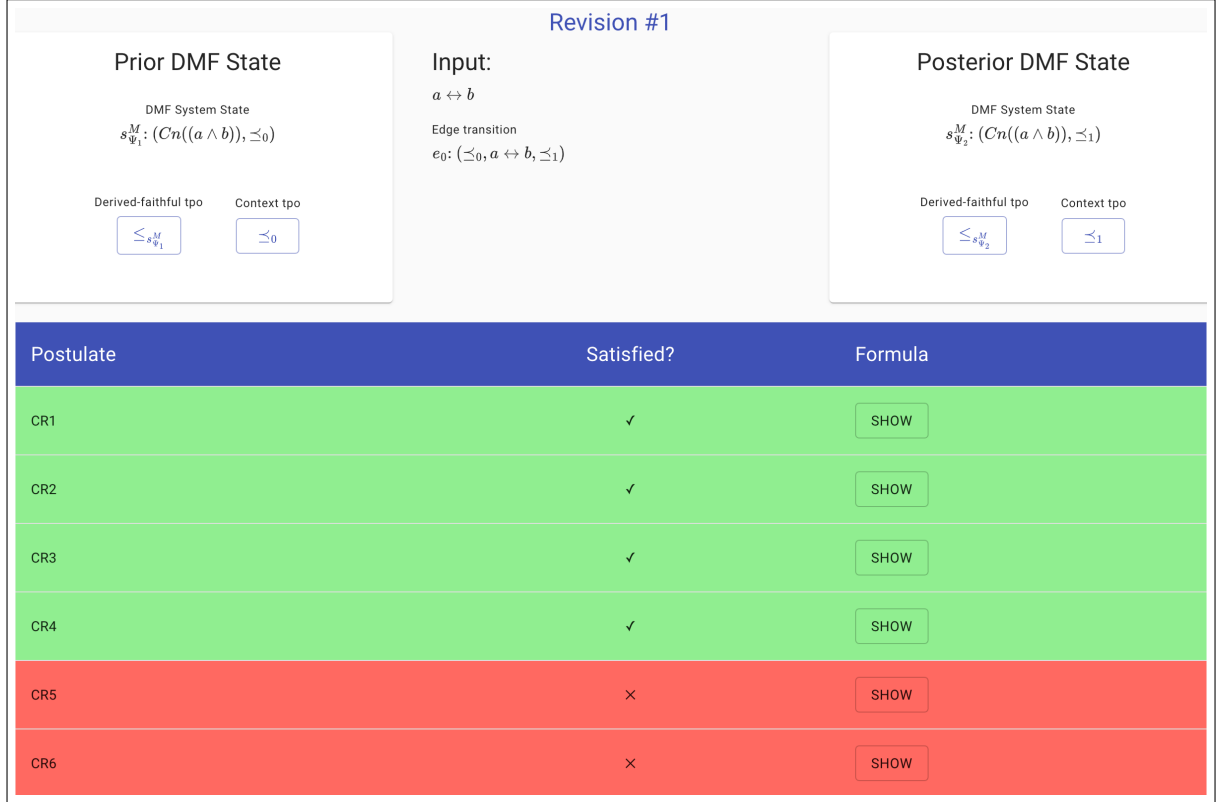 Revision #1
Prior DMF State
DMF System State
$s^M_{\Psi_1}: (Cn((a \wedge b)), \preceq_0)$
Derived-faithful tpo Context tpo
$\leq_{s^M_{\Psi_1}}$ $\preceq_0$
Input:
$a \leftrightarrow b$
Edge transition
$e_0: (\preceq_0, a \leftrightarrow b, \preceq_1)$
Posterior DMF State
DMF System State
$s^M_{\Psi_2}: (Cn((a \wedge b)), \preceq_1)$
Derived-faithful tpo Context tpo
$\leq_{s^M_{\Psi_2}}$ $\preceq_1$
Postulate Satisfied? Formula
CR1 ✓ SHOW
CR2 ✓ SHOW
CR3 ✓ SHOW
CR4 ✓ SHOW
CR5 ✕ SHOW
CR6 ✕ SHOW